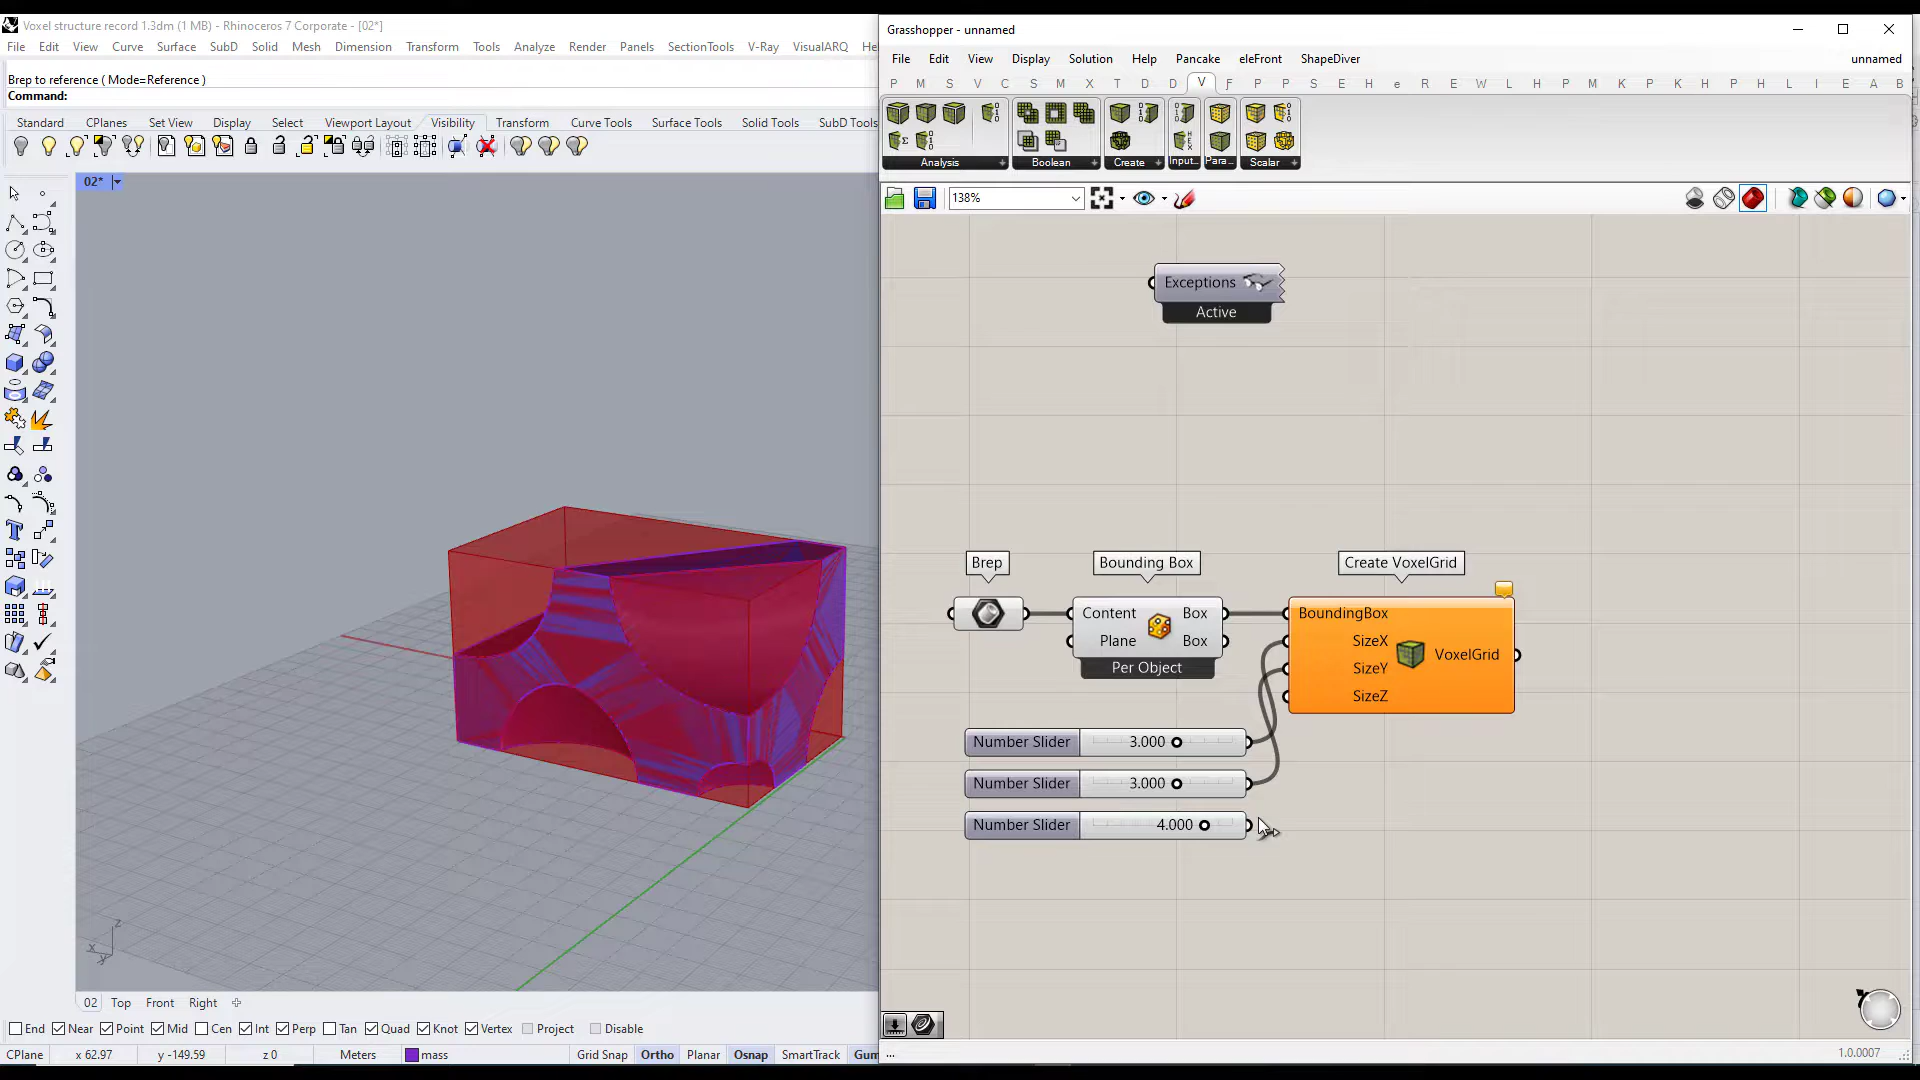 Voxel structure record 1.3dm (1 MB) - Rhinoceros 7 Corporate - [02*]
File Edit View Curve Surface SubD Solid Mesh Dimension Transform Tools Analyze Render Panels SectionTools V-Ray VisualARQ He
Brep to reference ( Mode=Reference )
Command:
Standard CPlanes Set View Display Select Viewport Layout Visibility Transform Curve Tools Surface Tools Solid Tools SubD Tools
02*
z
x
y
02 Top Front Right
End Near Point Mid Cen Int Perp Tan Quad Knot Vertex Project Disable
CPlane x 62.97 y -149.59 z 0 Meters mass Grid Snap Ortho Planar Osnap SmartTrack Gum
Grasshopper - unnamed
File Edit View Display Solution Help Pancake eleFront ShapeDiver unnamed
P M S V C S M X T D D V F P P S E H e R E W L H P M C H P H L I E A B
Analysis Boolean Create Input... Para... Scalar
138%
Exceptions
Active
Brep
Bounding Box
Create VoxelGrid
Content Box
Plane Box
Per Object
BoundingBox
SizeX
SizeY
SizeZ
VoxelGrid
Number Slider 3.000
Number Slider 3.000
Number Slider 4.000
...
1.0.0007